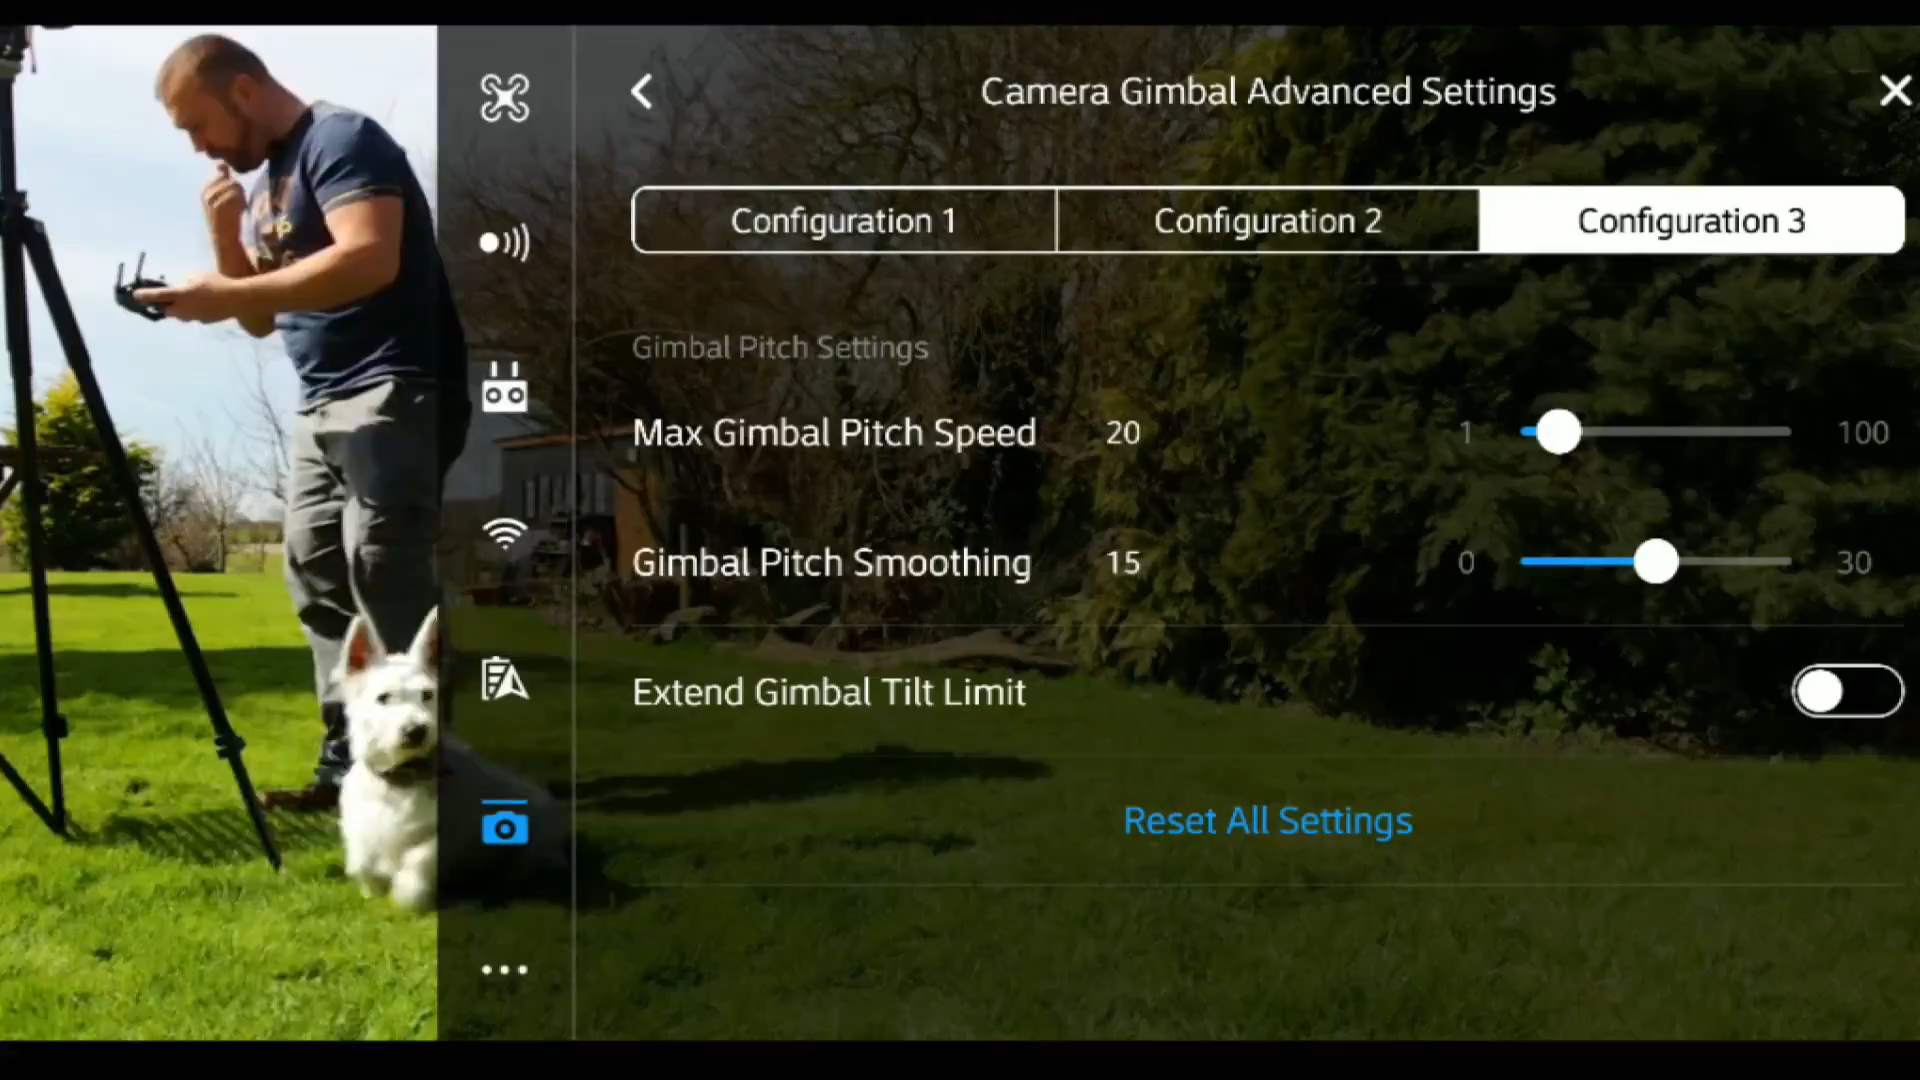 Camera Gimbal Advanced Settings
Configuration 1
Configuration 2
Configuration 3
Gimbal Pitch Settings
Max Gimbal Pitch Speed 20 1 100
Gimbal Pitch Smoothing 15 0 30
Extend Gimbal Tilt Limit
Reset All Settings